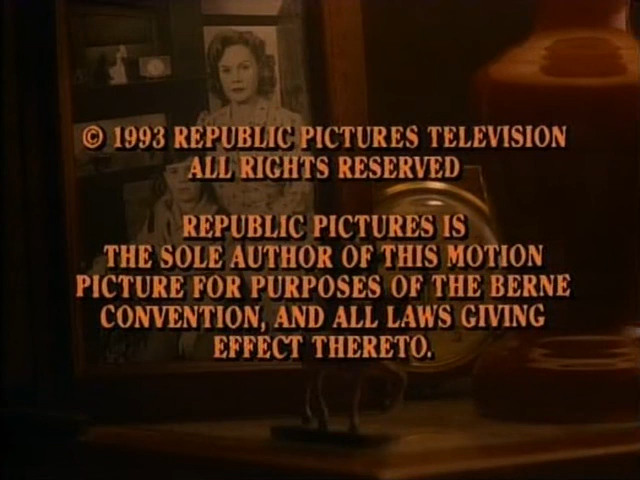 © 1993 REPUBLIC PICTURES TELEVISION
ALL RIGHTS RESERVED
REPUBLIC PICTURES IS
THE SOLE AUTHOR OF THIS MOTION
PICTURE FOR PURPOSES OF THE BERNE
CONVENTION, AND ALL LAWS GIVING
EFFECT THERETO.